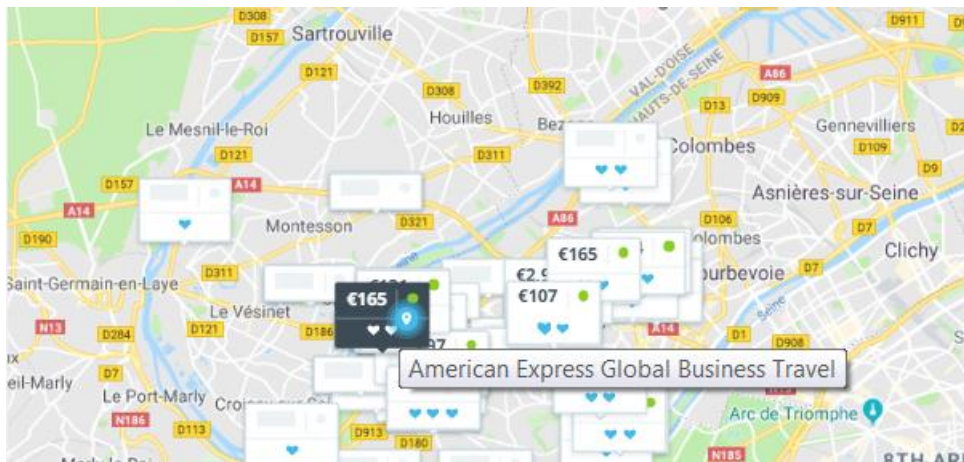 D308
D911
D157
Sartrouville
VAL-D'OISE
HAUTS-DE-SEINE
D121
A86
D308
D392
D13
D909
Houilles
Le Mesnil-le-Roi
Gennevilliers
D121
D311
Colombes
D109
D9
D157
A14
Asnières-sur-Seine
A14
Montesson
D321
A86
D106
D7
D190
€165
Clichy
D311
D7
Saint-Germain-en-Laye
€165
€107
Le Vésinet
Seine
N13
D284
D121
D186
A14
D1
D908
American Express Global Business Travel
D7
Le Port-Marly
N186
Arc de Triomphe
D113
D913
D180
N185